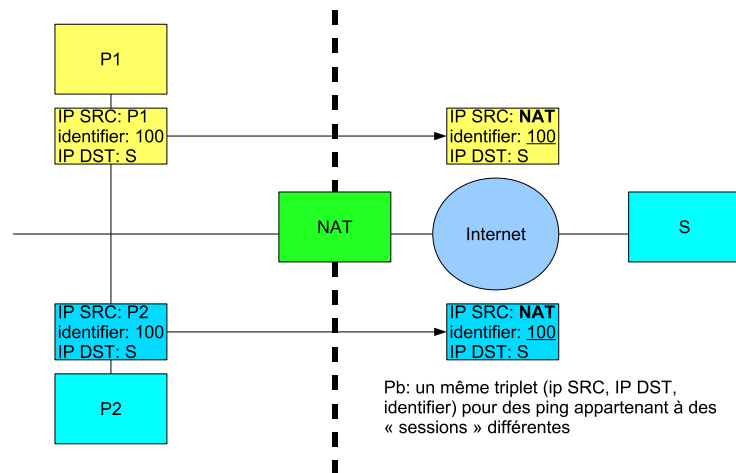 P1
IP SRC: P1
identifier: 100
IP DST: S
IP SRC: NAT
identifier: 100
IP DST: S
NAT
Internet
S
IP SRC: P2
identifier: 100
IP DST: S
IP SRC: NAT
identifier: 100
IP DST: S
P2
Pb: un même triplet (ip SRC, IP DST,
identifier) pour des ping appartenant à des
« sessions » différentes